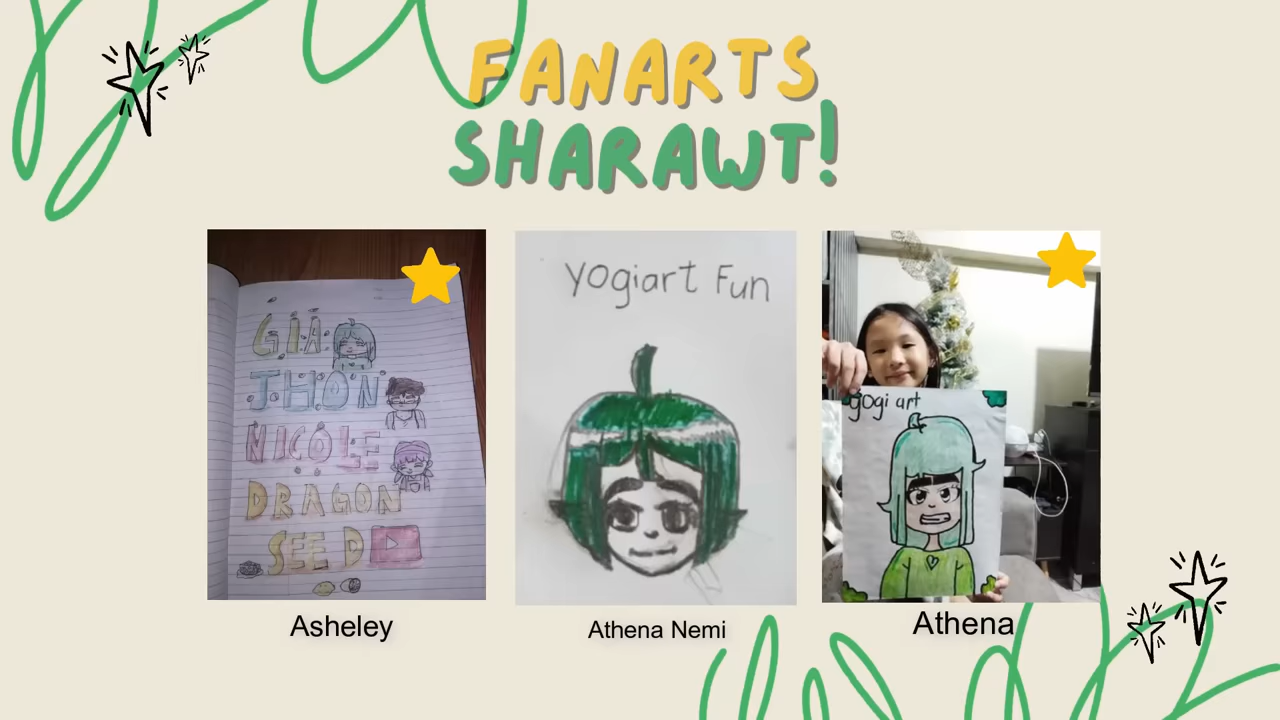 FANARTS
SHARAWT!
GIA
JHON
NICOLE
DRAGON
SEED
yogiart Fun
yogi art
Asheley
Athena Nemi
Athena